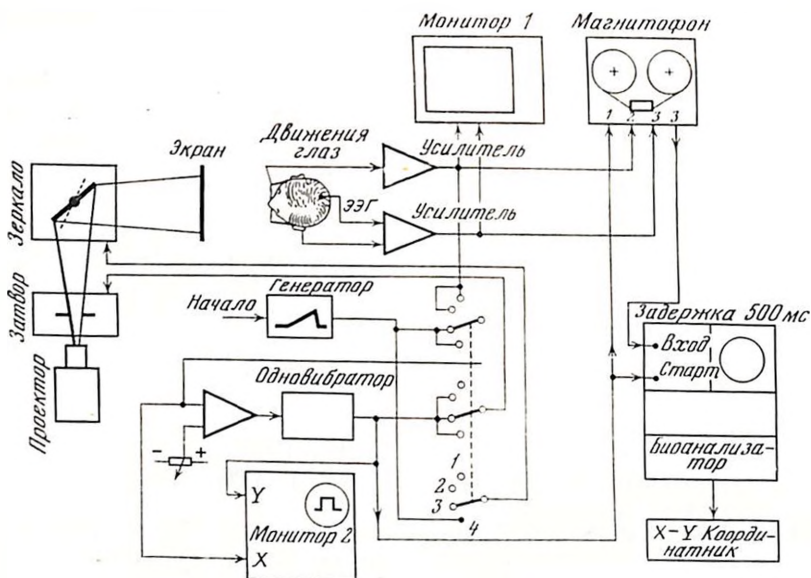 Монитор 1
Магнитофон
1 2 3 3
Движения
глаз
Усилитель
Экран
Зеркало
ЭЭГ
Усилитель
Затвор
Генератор
Начало
Задержка 500 мс
Вход
Старт
Проектор
Одновибратор
- +
Биоанализа-
тор
1
2
3
4
Y
Монитор 2
X
X-Y Коорди-
натник